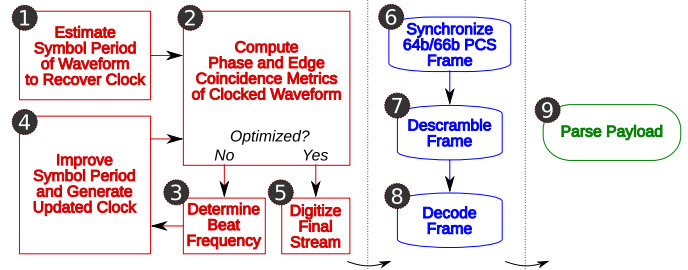 1
Estimate
Symbol Period
of Waveform
to Recover Clock
2
Compute
Phase and Edge
Coincidence Metrics
of Clocked Waveform
Optimized?
No
Yes
3
Determine
Beat
Frequency
4
Improve
Symbol Period
and Generate
Updated Clock
5
Digitize
Final
Stream
6
Synchronize
64b/66b PCS
Frame
7
Descramble
Frame
8
Decode
Frame
9
Parse Payload